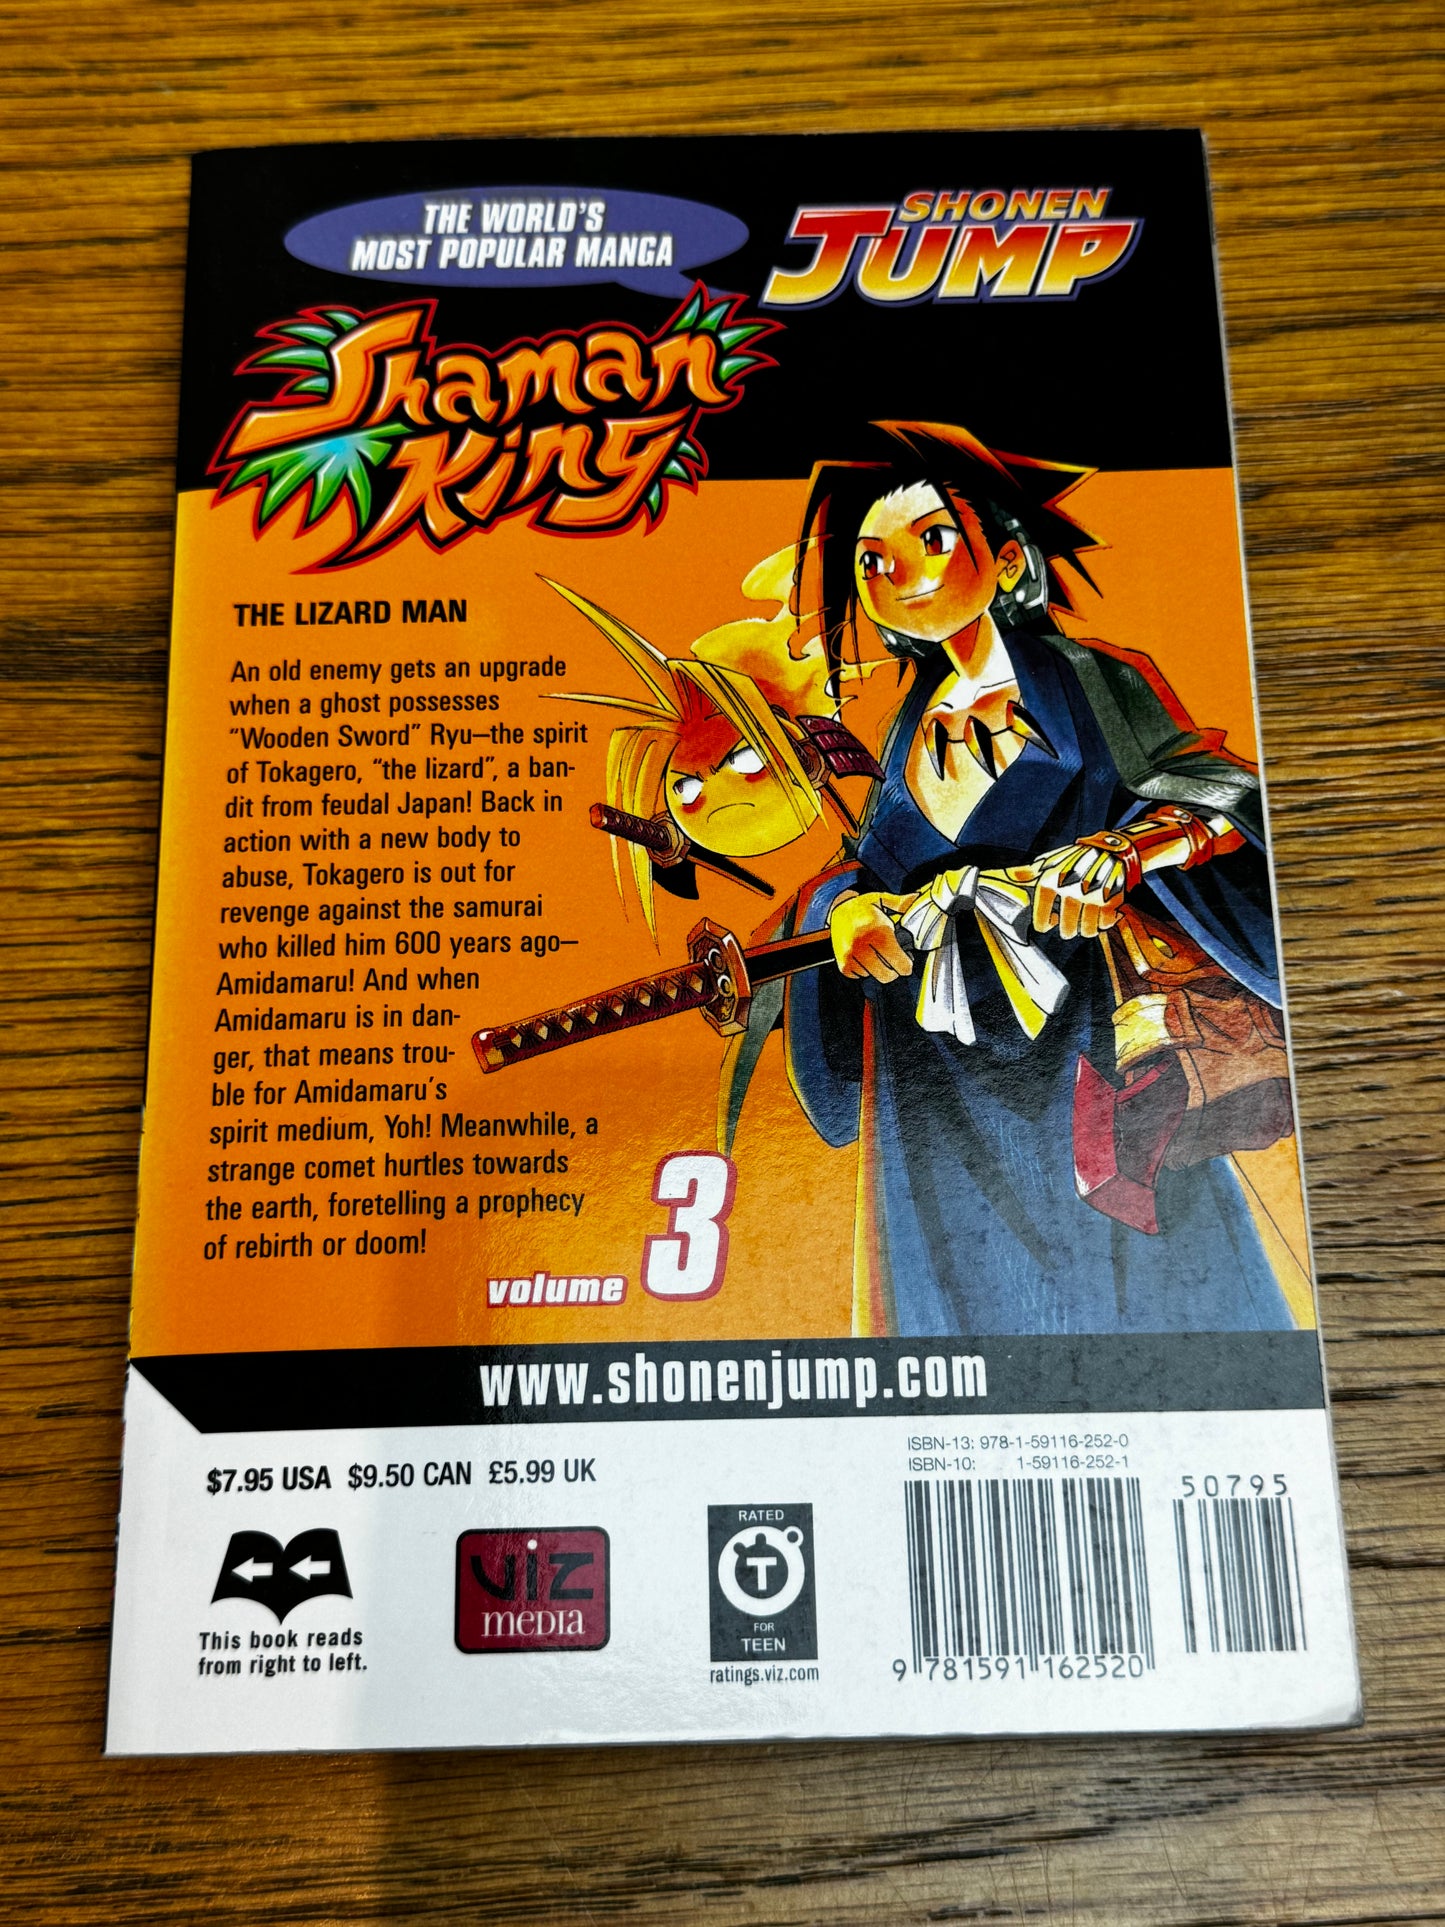 THE WORLD'S
MOST POPULAR MANGA
SHONEN
JUMP
Shaman
King
THE LIZARD MAN
An old enemy gets an upgrade
when a ghost possesses
“Wooden Sword” Ryu—the spirit
of Tokagero, “the lizard”, a ban-
dit from feudal Japan! Back in
action with a new body to
abuse, Tokagero is out for
revenge against the samurai
who killed him 600 years ago—
Amidamaru! And when
Amidamaru is in dan-
ger, that means trou-
ble for Amidamaru's
spirit medium, Yoh! Meanwhile, a
strange comet hurtles towards
the earth, foretelling a prophecy
of rebirth or doom!
volume 3
www.shonenjump.com
$7.95 USA $9.50 CAN £5.99 UK
ISBN-13: 978-1-59116-252-0
ISBN-10: 1-59116-252-1
50795
This book reads
from right to left.
VIZ
MEDIA
RATED
T
FOR
TEEN
ratings.viz.com
9 781591 162520